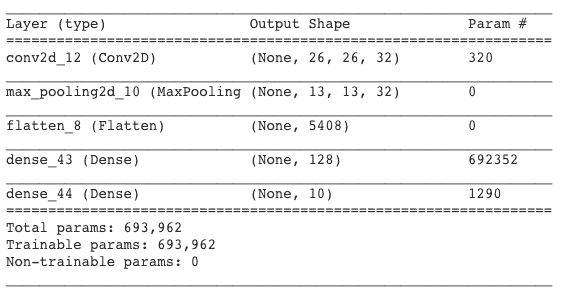 Layer (type) Output Shape Param #
=================================================================
conv2d_12 (Conv2D) (None, 26, 26, 32) 320
max_pooling2d_10 (MaxPooling (None, 13, 13, 32) 0
flatten_8 (Flatten) (None, 5408) 0
dense_43 (Dense) (None, 128) 692352
dense_44 (Dense) (None, 10) 1290
=================================================================
Total params: 693,962
Trainable params: 693,962
Non-trainable params: 0